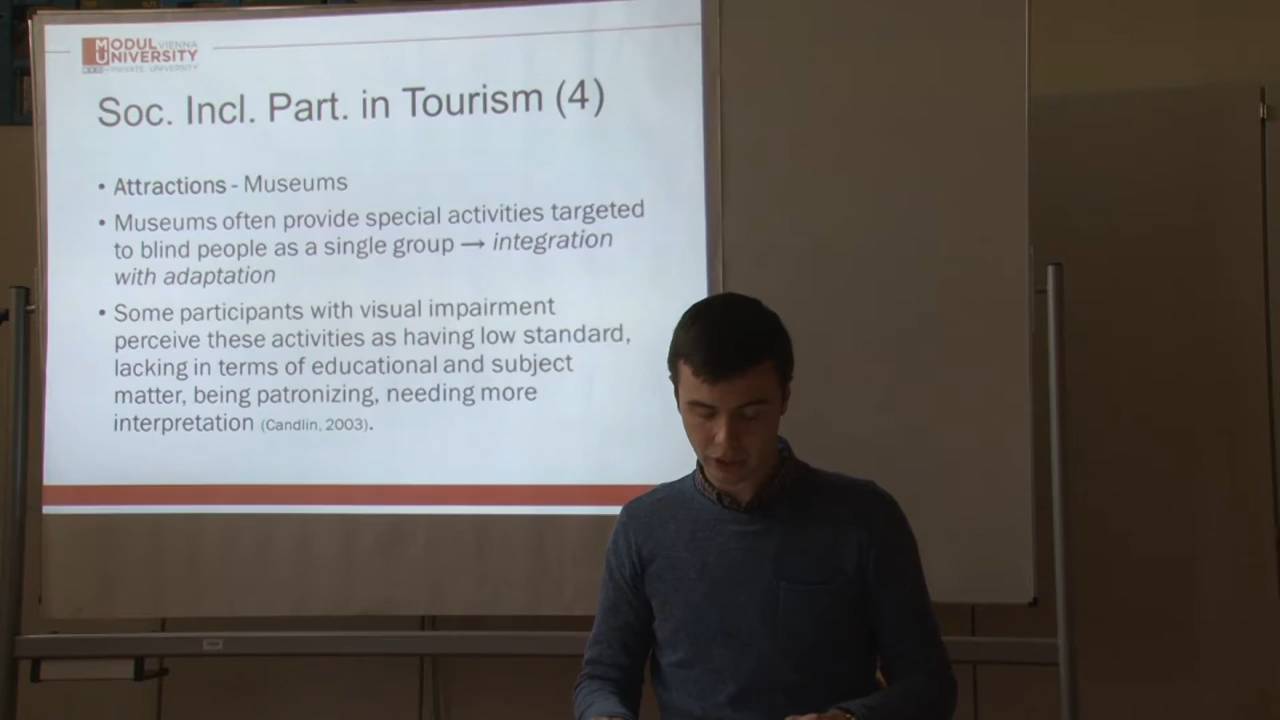 MODUL VIENNA
UNIVERSITY
PRIVATE UNIVERSITY
Soc. Incl. Part. in Tourism (4)
• Attractions - Museums
• Museums often provide special activities targeted
to blind people as a single group → integration
with adaptation
• Some participants with visual impairment
perceive these activities as having low standard,
lacking in terms of educational and subject
matter, being patronizing, needing more
interpretation (Candlin, 2003).